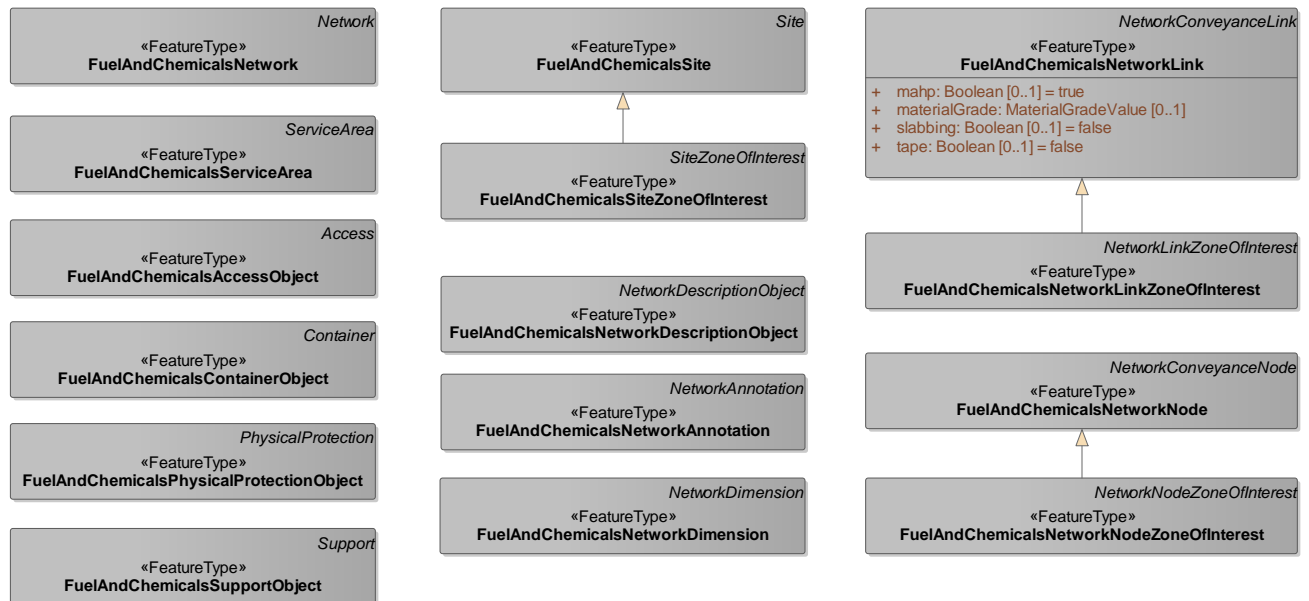 Network
«FeatureType»
FuelAndChemicalsNetwork
ServiceArea
«FeatureType»
FuelAndChemicalsServiceArea
Access
«FeatureType»
FuelAndChemicalsAccessObject
Container
«FeatureType»
FuelAndChemicalsContainerObject
PhysicalProtection
«FeatureType»
FuelAndChemicalsPhysicalProtectionObject
Support
«FeatureType»
FuelAndChemicalsSupportObject
Site
«FeatureType»
FuelAndChemicalsSite
SiteZoneOfInterest
«FeatureType»
FuelAndChemicalsSiteZoneOfInterest
NetworkDescriptionObject
«FeatureType»
FuelAndChemicalsNetworkDescriptionObject
NetworkAnnotation
«FeatureType»
FuelAndChemicalsNetworkAnnotation
NetworkDimension
«FeatureType»
FuelAndChemicalsNetworkDimension
NetworkConveyanceLink
«FeatureType»
FuelAndChemicalsNetworkLink
+ mahp: Boolean [0..1] = true
+ materialGrade: MaterialGradeValue [0..1]
+ slabbing: Boolean [0..1] = false
+ tape: Boolean [0..1] = false
NetworkLinkZoneOfInterest
«FeatureType»
FuelAndChemicalsNetworkLinkZoneOfInterest
NetworkConveyanceNode
«FeatureType»
FuelAndChemicalsNetworkNode
NetworkNodeZoneOfInterest
«FeatureType»
FuelAndChemicalsNetworkNodeZoneOfInterest